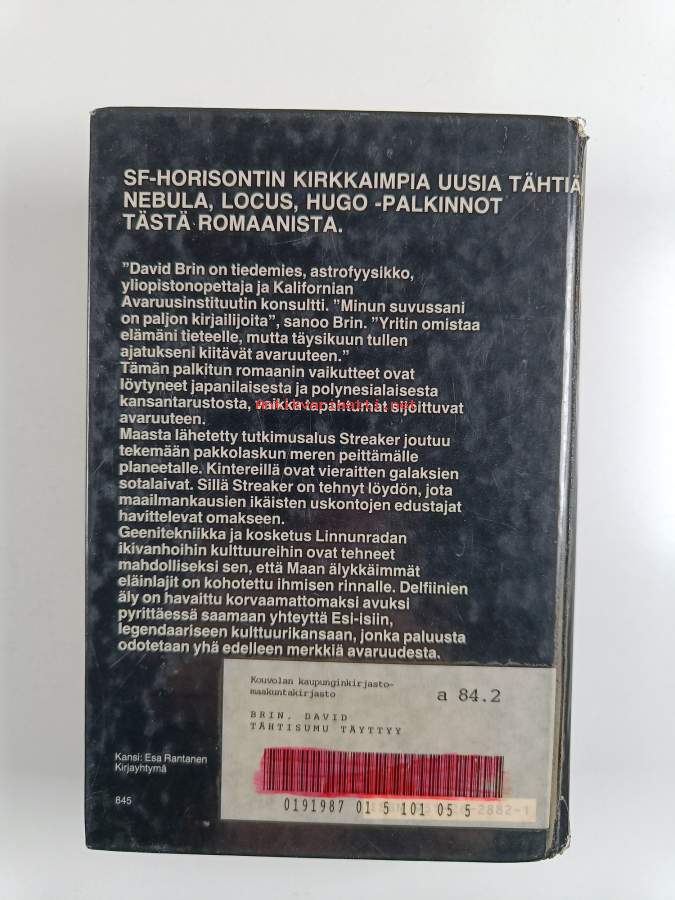 SF-HORISONTIN KIRKKAIMPIA UUSIA TÄHTIÄ
NEBULA, LOCUS, HUGO -PALKINNOT
TÄSTÄ ROMAANISTA.
”David Brin on tiedemies, astrofyysikko,
yliopistonopettaja ja Kalifornian
Avaruusinstituutin konsultti. ”Minun suvussani
on paljon kirjailijoita”, sanoo Brin. ”Yritin omistaa
elämäni tieteelle, mutta täysikuun tullen
ajatukseni kiitävät avaruuteen.”
Tämän palkitun romaanin vaikutteet ovat
löytyneet japanilaisesta ja polynesialaisesta
kansantarustosta, vaikka tapahtumat sijoittuvat
avaruuteen.
Maasta lähetetty tutkimusalus Streaker joutuu
tekemään pakkolaskun meren peittämälle
planeetalle. Kintereillä ovat vieraitten galaksien
sotalaivat. Sillä Streaker on tehnyt löydön, jota
maailmankausien ikäisten uskontojen edustajat
havittelevat omakseen.
Geenitekniikka ja kosketus Linnunradan
ikivanhoihin kulttuureihin ovat tehneet
mahdolliseksi sen, että Maan älykkäimmät
eläinlajit on kohotettu ihmisen rinnalle. Delfiinien
äly on havaittu korvaamattomaksi avuksi
pyrittäessä saamaan yhteyttä Esi-isiin,
legendaariseen kulttuurikansaan, jonka paluusta
odotetaan yhä edelleen merkkiä avaruudesta.
Kouvolan kaupunginkirjasto-
maakuntakirjasto
a 84.2
BRIN, DAVID
TÄHTISUMU TÄYTTYY
Kansi: Esa Rantanen
Kirjayhtymä
845
0191987 01 5 101 05 5
-2882-1